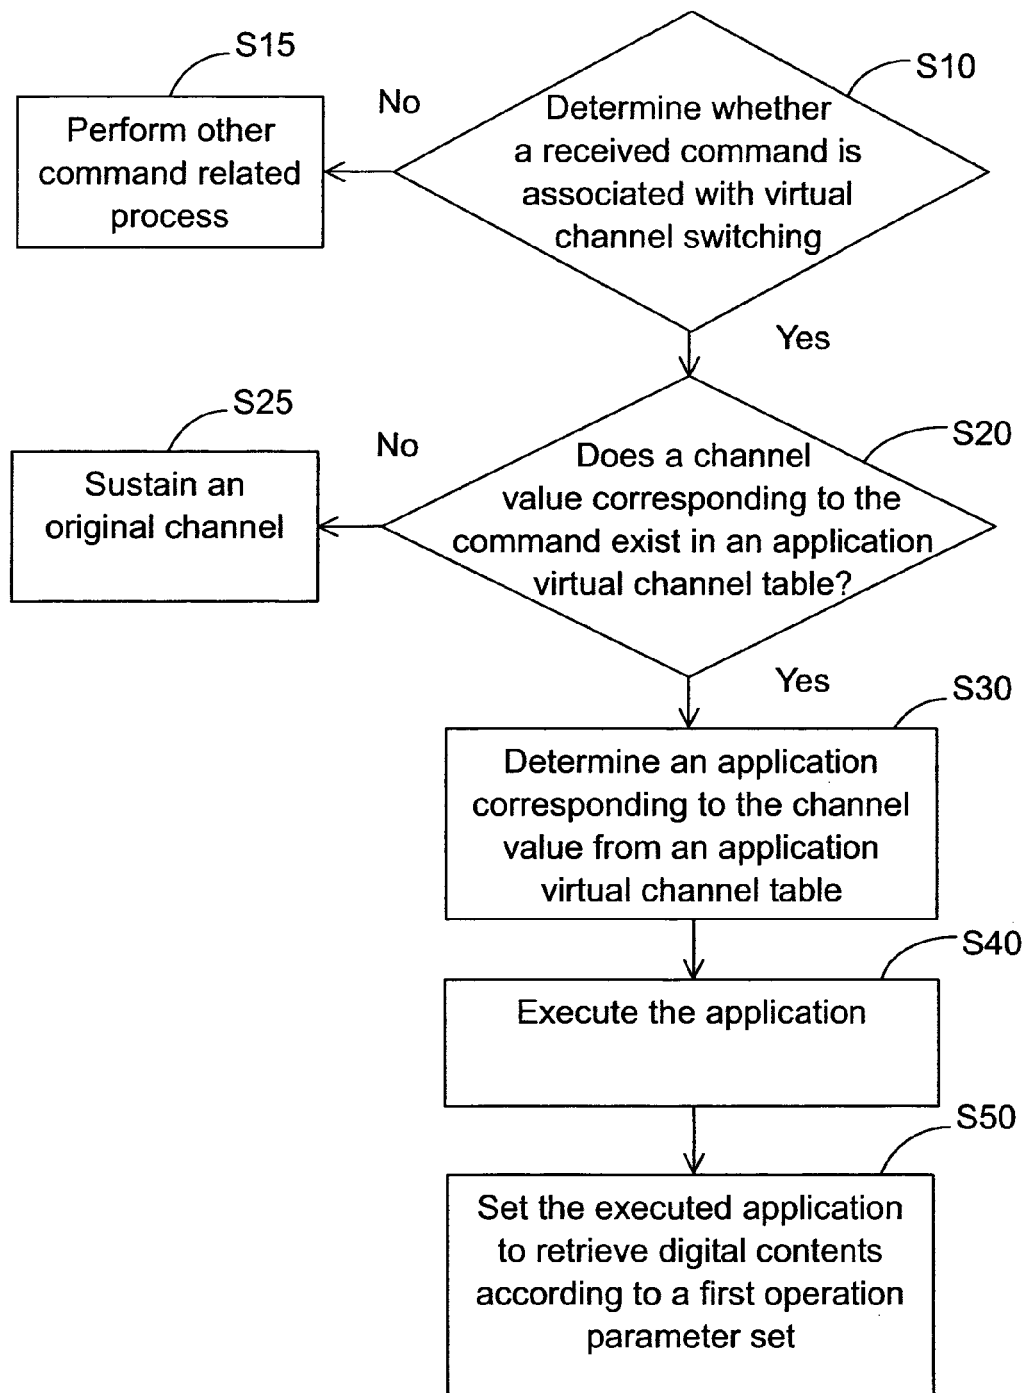 S15
Perform other
command related
process
No
S10
Determine whether
a received command is
associated with virtual
channel switching
Yes
S25
Sustain an
original channel
No
S20
Does a channel
value corresponding to the
command exist in an application
virtual channel table?
Yes
S30
Determine an application
corresponding to the channel
value from an application
virtual channel table
S40
Execute the application
S50
Set the executed application
to retrieve digital contents
according to a first operation
parameter set